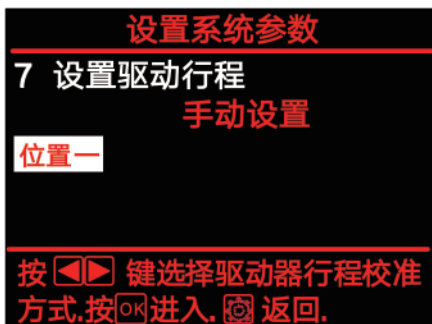 设置系统参数
7 设置驱动行程
手动设置
位置一
按◀▶ 键选择驱动器行程校准
方式.按OK进入. 返回.